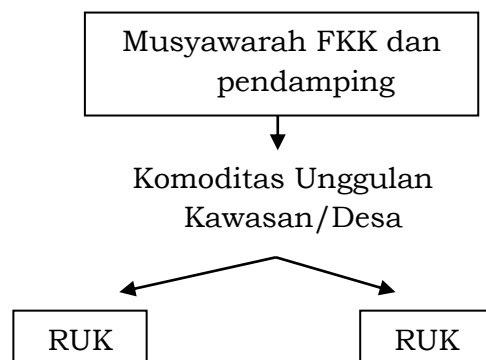 Musyawarah FKK dan
pendamping
Komoditas Unggulan
Kawasan/Desa
RUK
RUK